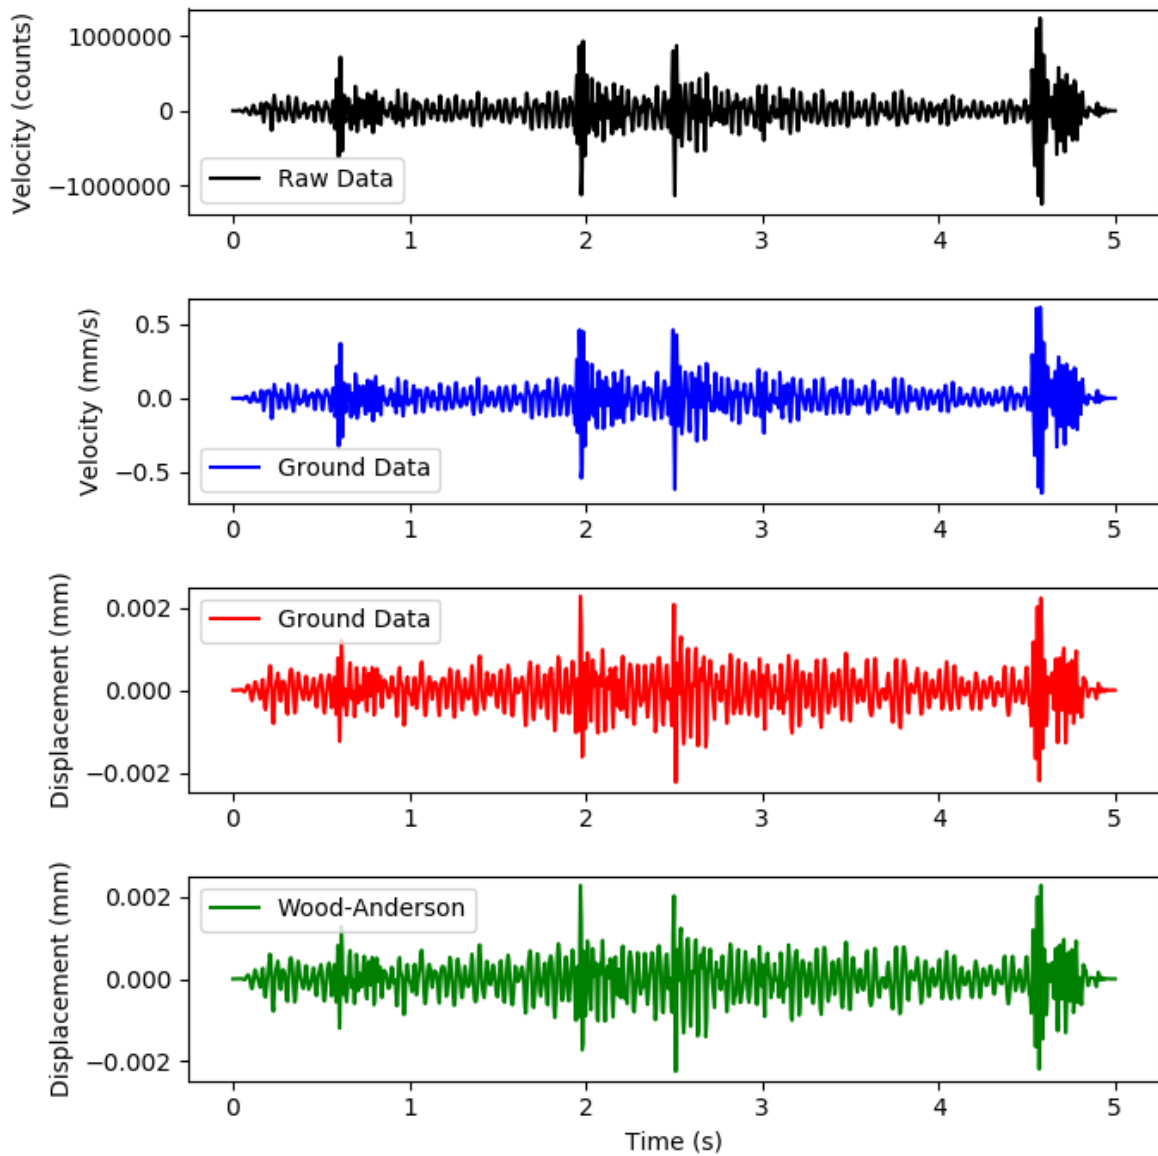 Velocity (counts)
1000000
0
−1000000
Raw Data
0 1 2 3 4 5
Velocity (mm/s)
0.5
0.0
−0.5
Ground Data
0 1 2 3 4 5
Displacement (mm)
0.002
0.000
−0.002
Ground Data
0 1 2 3 4 5
Displacement (mm)
0.002
0.000
−0.002
Wood-Anderson
0 1 2 3 4 5
Time (s)